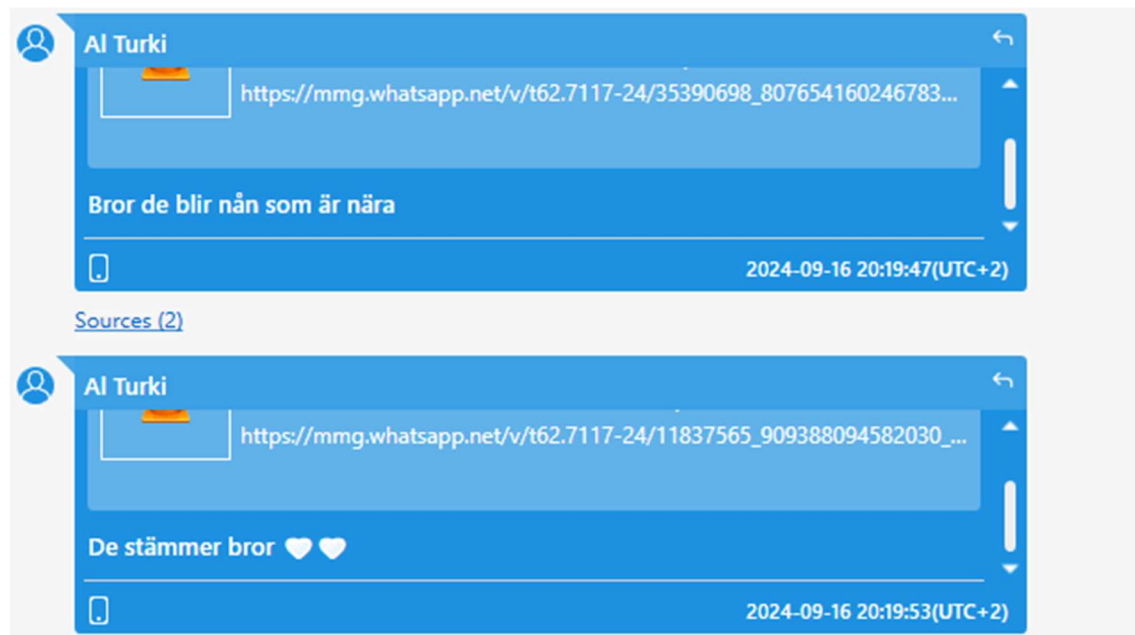 Al Turki
https://mmg.whatsapp.net/v/t62.7117-24/35390698_807654160246783...
Bror de blir nån som är nära
2024-09-16 20:19:47(UTC+2)
Sources (2)
Al Turki
https://mmg.whatsapp.net/v/t62.7117-24/11837565_909388094582030_...
De stämmer bror 🤍🤍
2024-09-16 20:19:53(UTC+2)